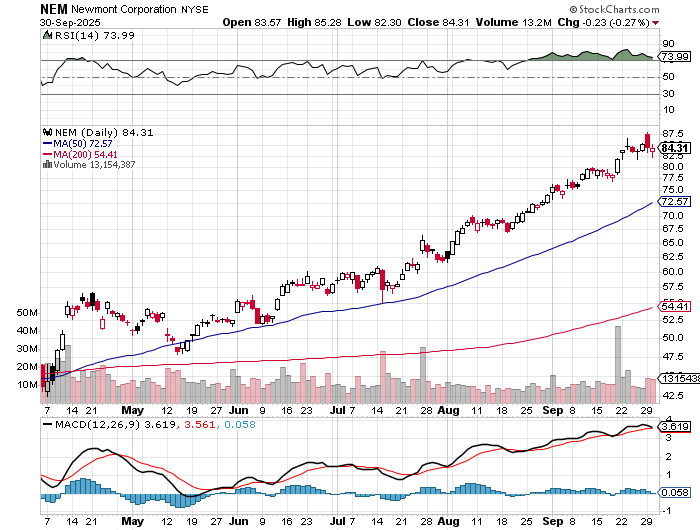 NEM Newmont Corporation NYSE © StockCharts.com
30-Sep-2025 Open 83.57 High 85.28 Low 82.30 Close 84.31 Volume 13.2M Chg -0.23 (-0.27%)
RSI(14) 73.99
90
73.99
70
50
30
10
NEM (Daily) 84.31
MA(50) 72.57
MA(200) 54.41
Volume 13,154,387
87.5
84.31
82.5
80.0
77.5
75.0
72.57
70.0
67.5
65.0
62.5
60.0
57.5
54.41
52.5
50.0
47.5
42.5
50M
40M
30M
20M
10M
1315438
7 14 21 May 12 19 27 Jun 9 16 23 Jul 7 14 21 28 Aug 11 18 25 Sep 8 15 22 29
MACD(12,26,9) 3.619, 3.561, 0.058
3.619
3
2
1
0.058
-1
7 14 21 May 12 19 27 Jun 9 16 23 Jul 7 14 21 28 Aug 11 18 25 Sep 8 15 22 29